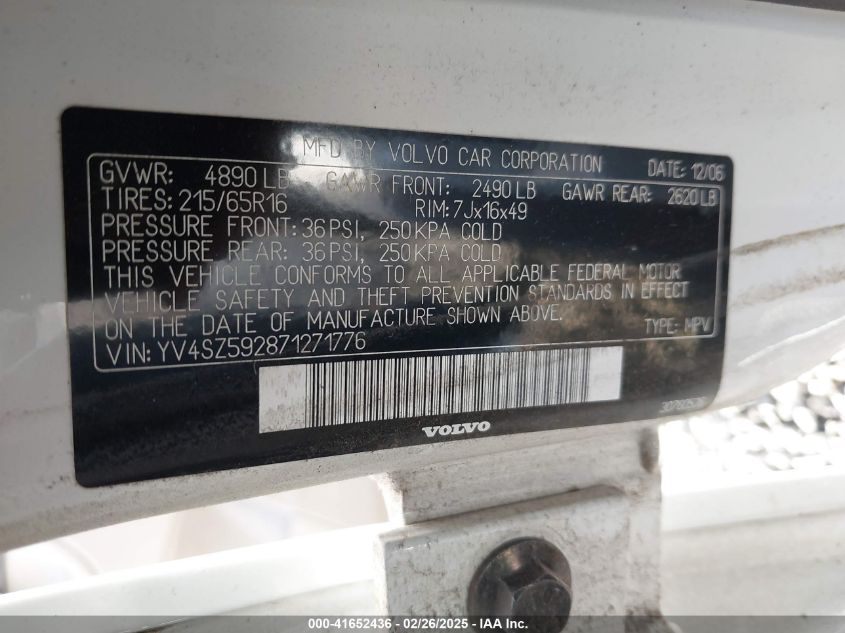 MFD BY VOLVO CAR CORPORATION DATE: 12/06
GVWR: 4890 LB GAWR FRONT: 2490 LB GAWR REAR: 2620 LB
TIRES: 215/65R16 RIM: 7Jx16x49
PRESSURE FRONT: 36 PSI, 250 KPA COLD
PRESSURE REAR: 36 PSI, 250 KPA COLD
THIS VEHICLE CONFORMS TO ALL APPLICABLE FEDERAL MOTOR
VEHICLE SAFETY AND THEFT PREVENTION STANDARDS IN EFFECT
ON THE DATE OF MANUFACTURE SHOWN ABOVE. TYPE: MPV
VIN: YV4SZ592871271776
VOLVO
000-41652436 - 02/26/2025 - IAA Inc.